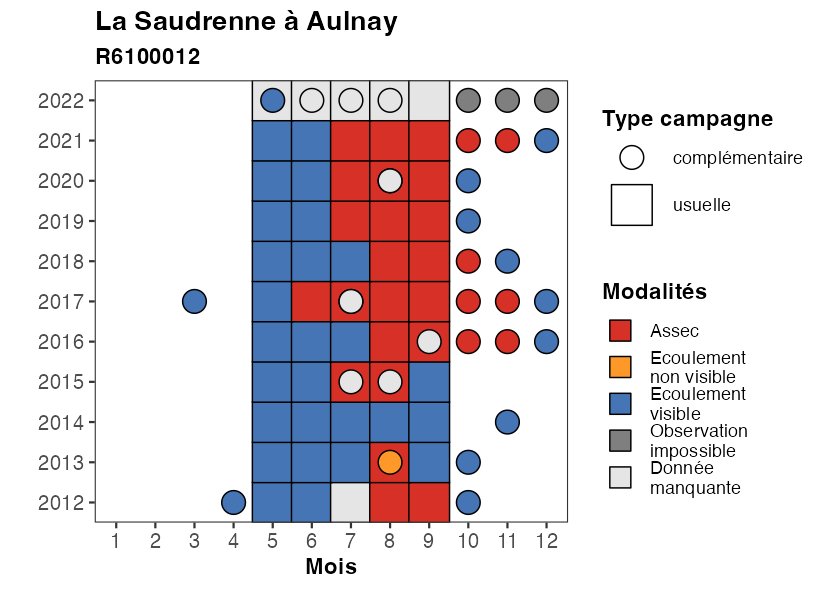 La Saudrenne à Aulnay
R6100012
2022
2021
2020
2019
2018
2017
2016
2015
2014
2013
2012
1 2 3 4 5 6 7 8 9 10 11 12
Mois
Type campagne
complémentaire
usuelle
Modalités
Assec
Ecoulement
non visible
Ecoulement
visible
Observation
impossible
Donnée
manquante